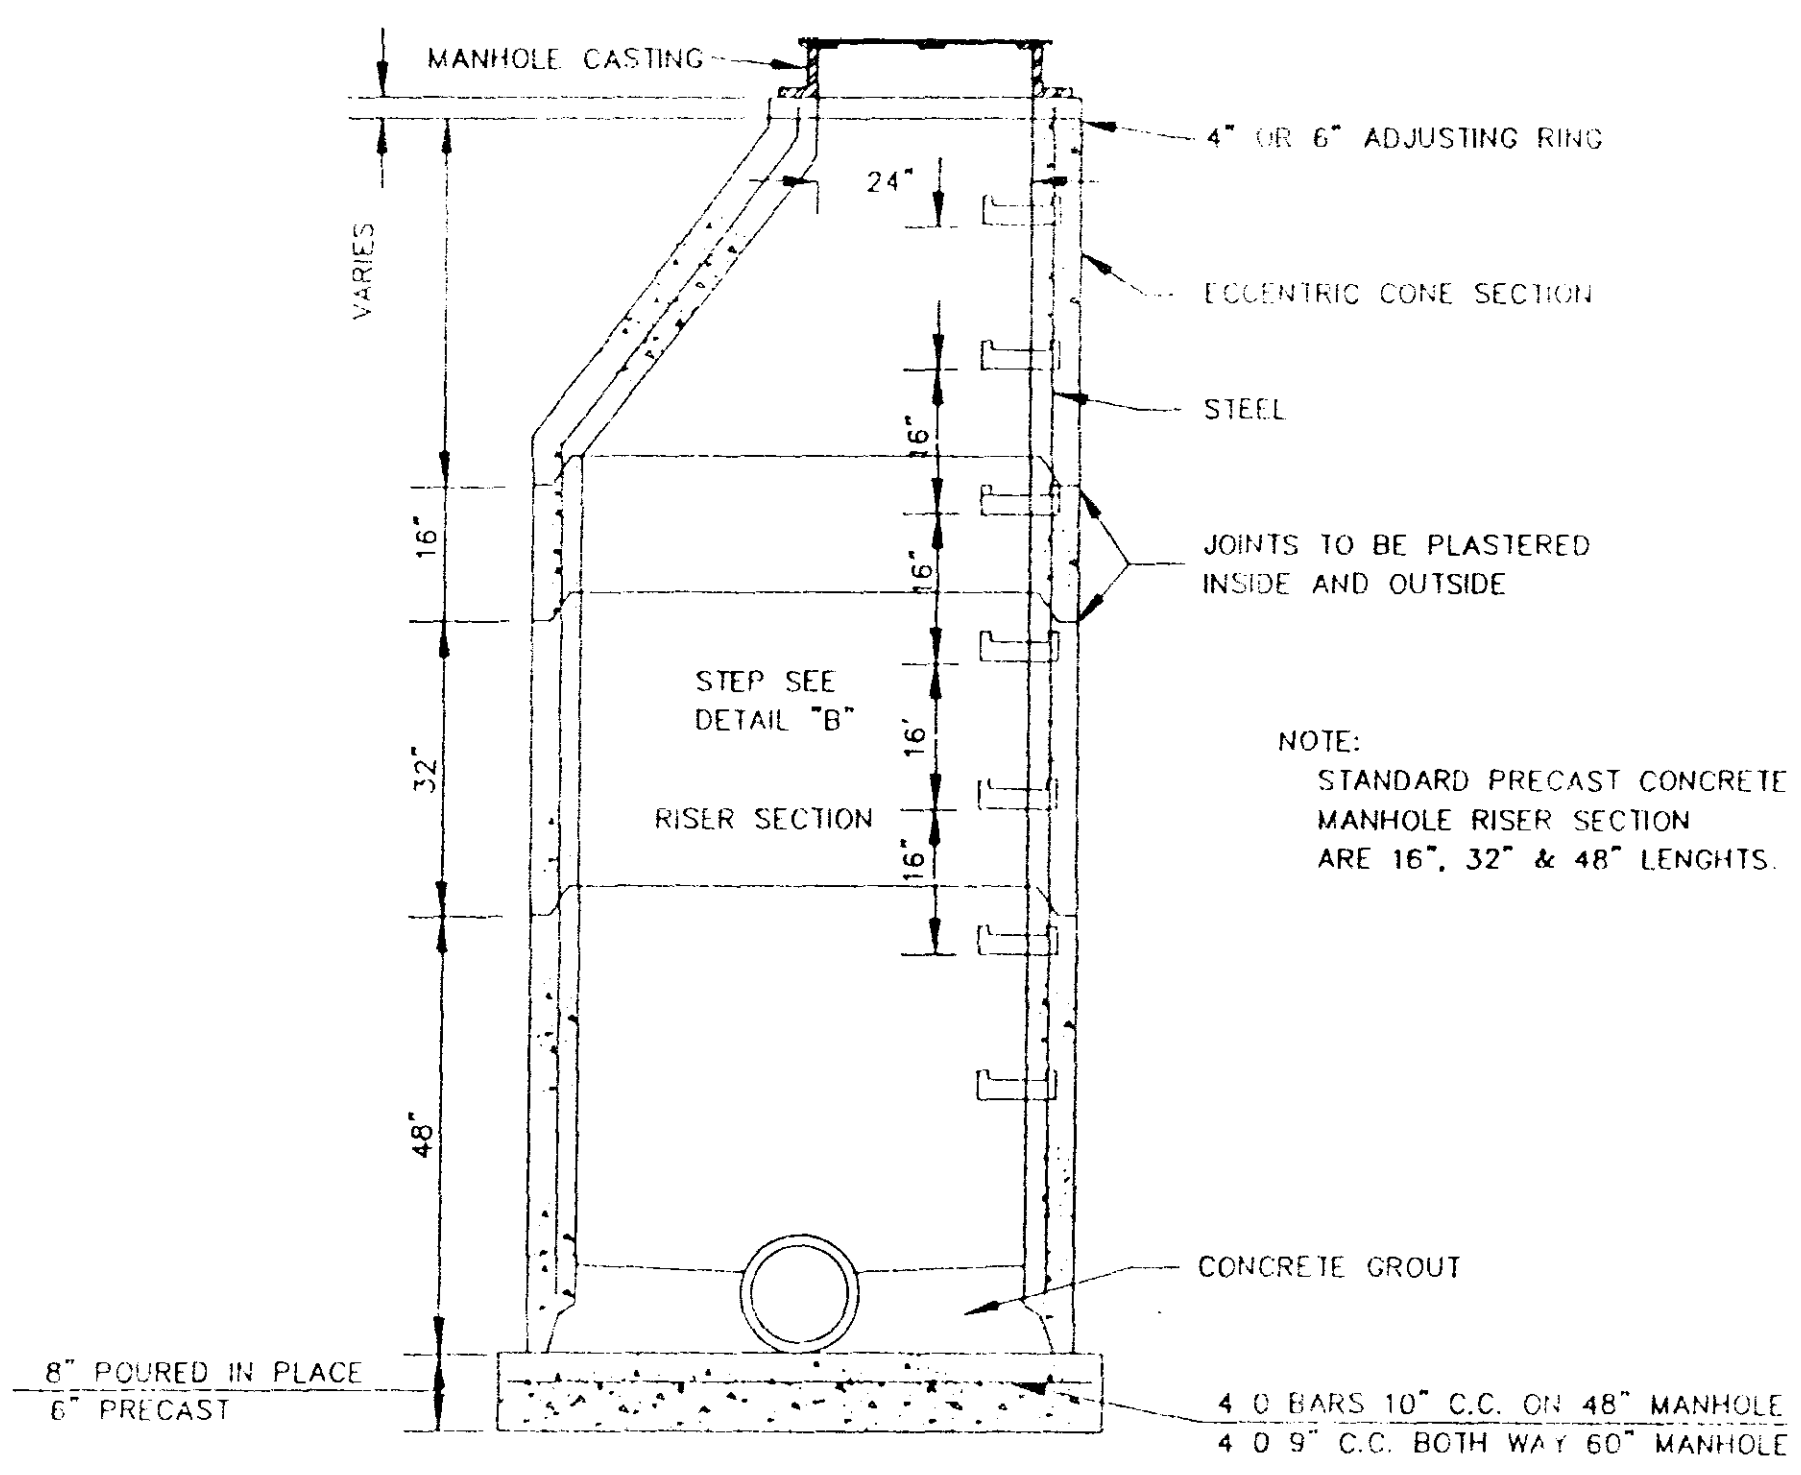 MANHOLE CASTING
4" OR 6" ADJUSTING RING
24"
VARIES
ECCENTRIC CONE SECTION
STEEL
16"
16"
16"
JOINTS TO BE PLASTERED
INSIDE AND OUTSIDE
STEP SEE
DETAIL "B"
16'
32"
NOTE:
STANDARD PRECAST CONCRETE
MANHOLE RISER SECTION
ARE 16", 32" & 48" LENGHTS.
RISER SECTION
16"
48"
CONCRETE GROUT
8" POURED IN PLACE
6" PRECAST
4 0 BARS 10" C.C. ON 48" MANHOLE
4 0 9" C.C. BOTH WAY 60" MANHOLE